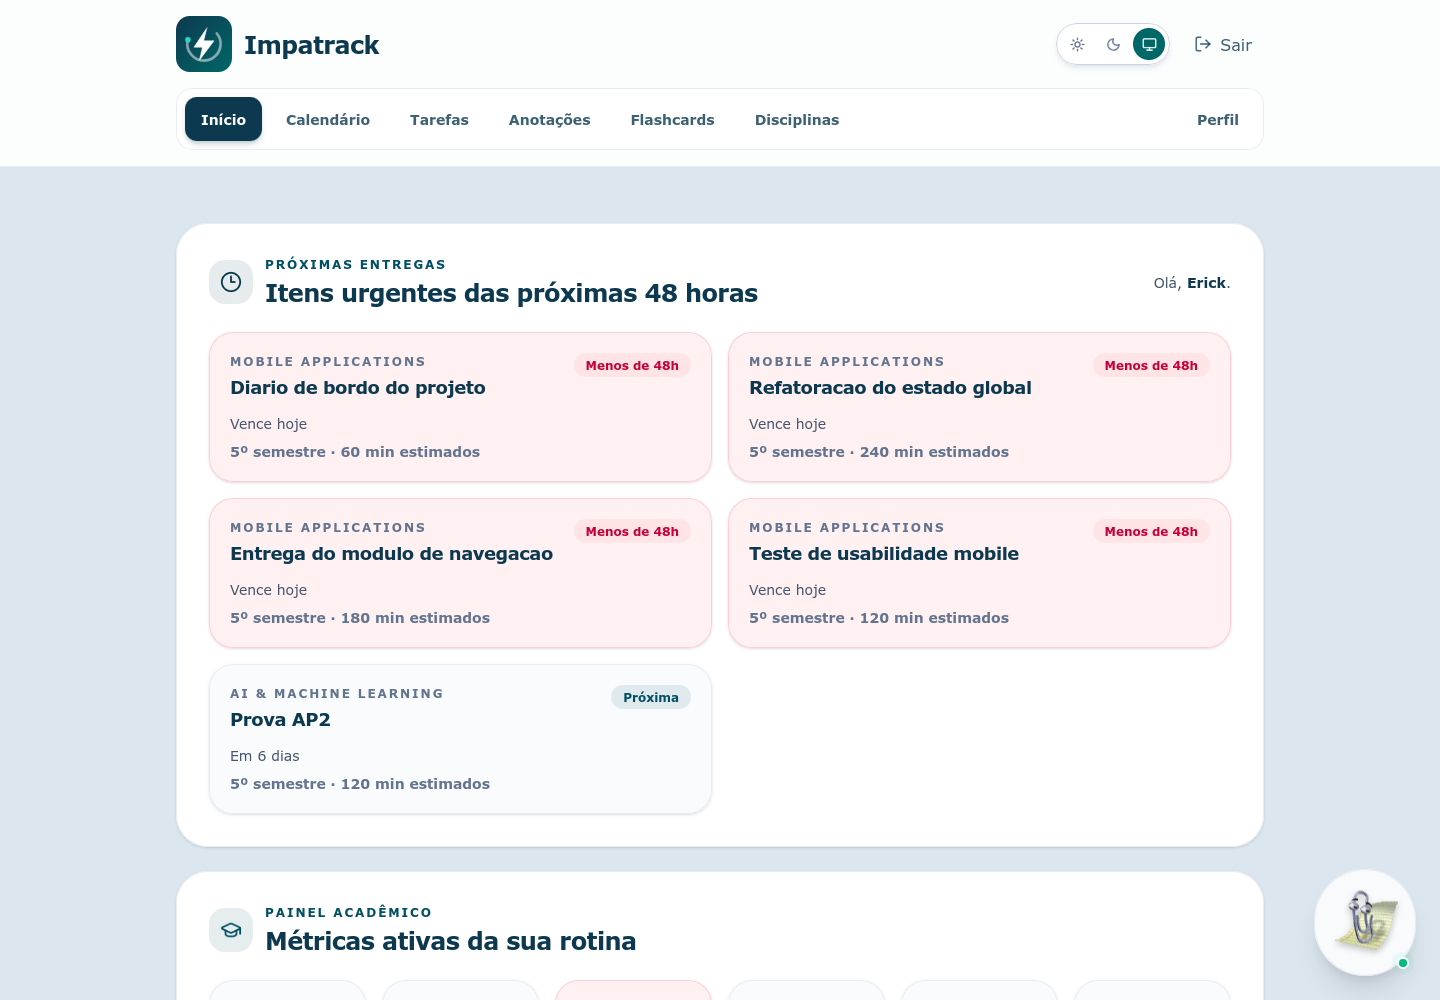 Impatrack
Sair
Início
Calendário
Tarefas
Anotações
Flashcards
Disciplinas
Perfil
PRÓXIMAS ENTREGAS
Itens urgentes das próximas 48 horas
Olá, Erick.
MOBILE APPLICATIONS
Menos de 48h
Diario de bordo do projeto
Vence hoje
5º semestre · 60 min estimados
MOBILE APPLICATIONS
Menos de 48h
Refatoracao do estado global
Vence hoje
5º semestre · 240 min estimados
MOBILE APPLICATIONS
Menos de 48h
Entrega do modulo de navegacao
Vence hoje
5º semestre · 180 min estimados
MOBILE APPLICATIONS
Menos de 48h
Teste de usabilidade mobile
Vence hoje
5º semestre · 120 min estimados
AI & MACHINE LEARNING
Próxima
Prova AP2
Em 6 dias
5º semestre · 120 min estimados
PAINEL ACADÊMICO
Métricas ativas da sua rotina